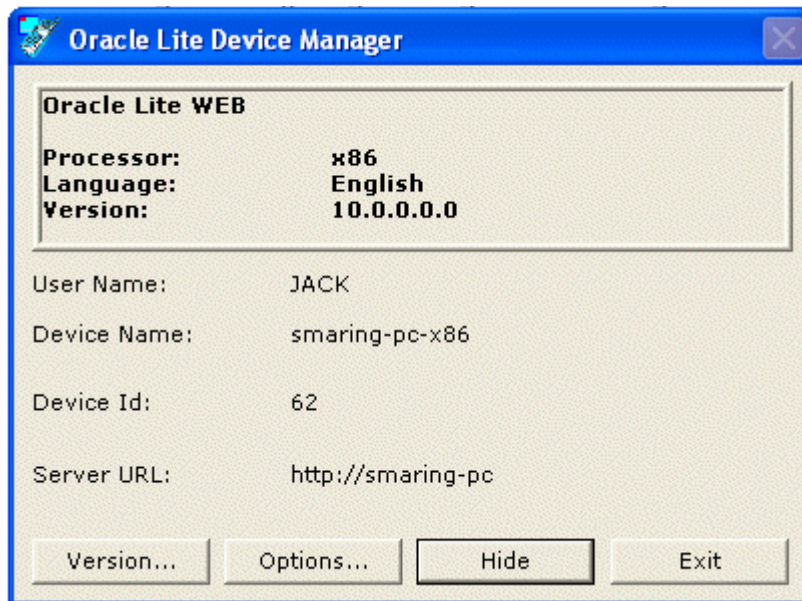 Oracle Lite Device Manager
Oracle Lite WEB
Processor: x86
Language: English
Version: 10.0.0.0.0
User Name: JACK
Device Name: smaring-pc-x86
Device Id: 62
Server URL: http://smaring-pc
Version... Options... Hide Exit